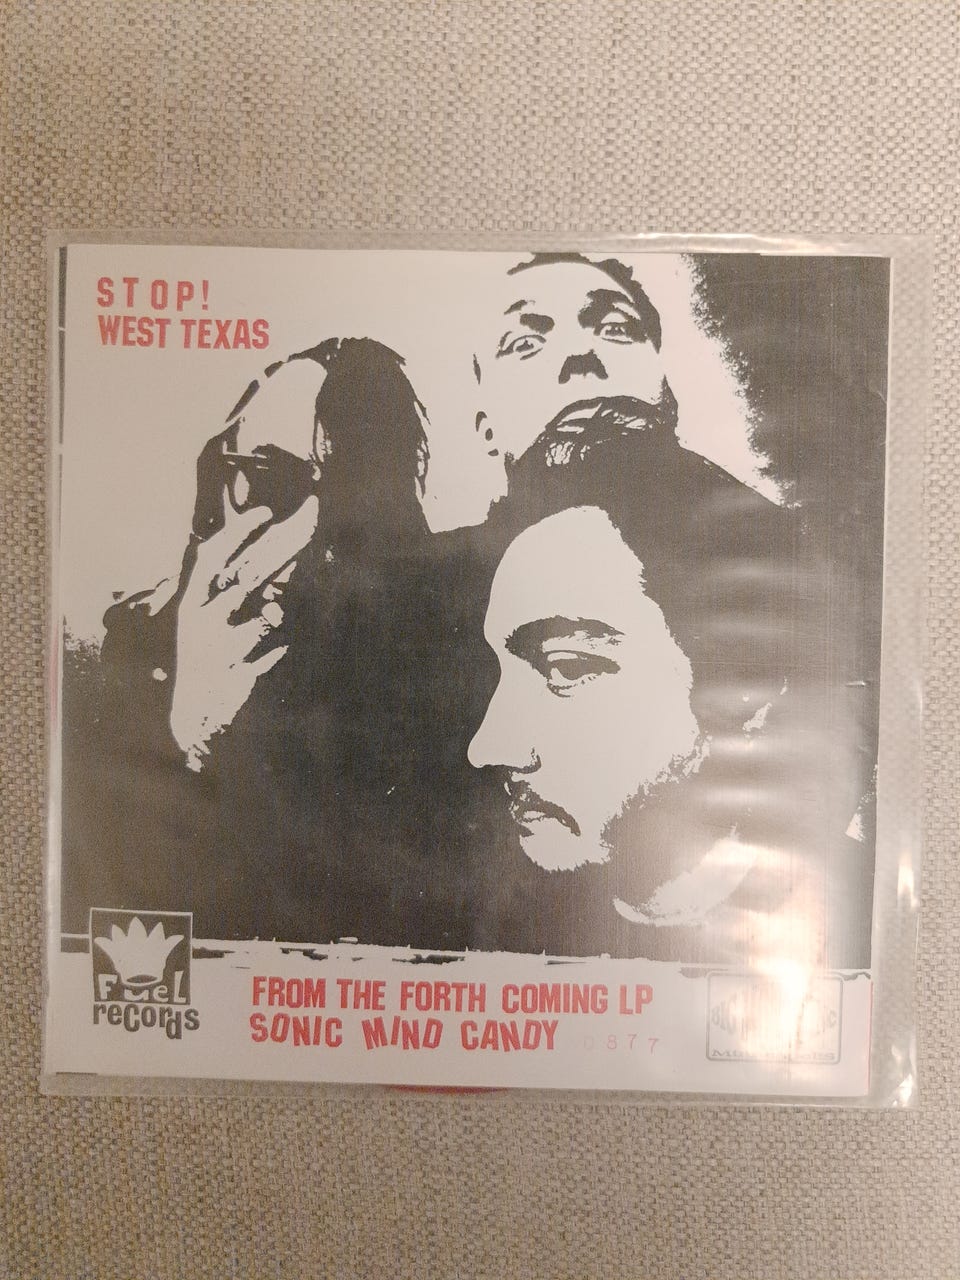 STOP!
WEST TEXAS
FUeL
recoRds
FROM THE FORTH COMING LP
SONIC MIND CANDY
0877